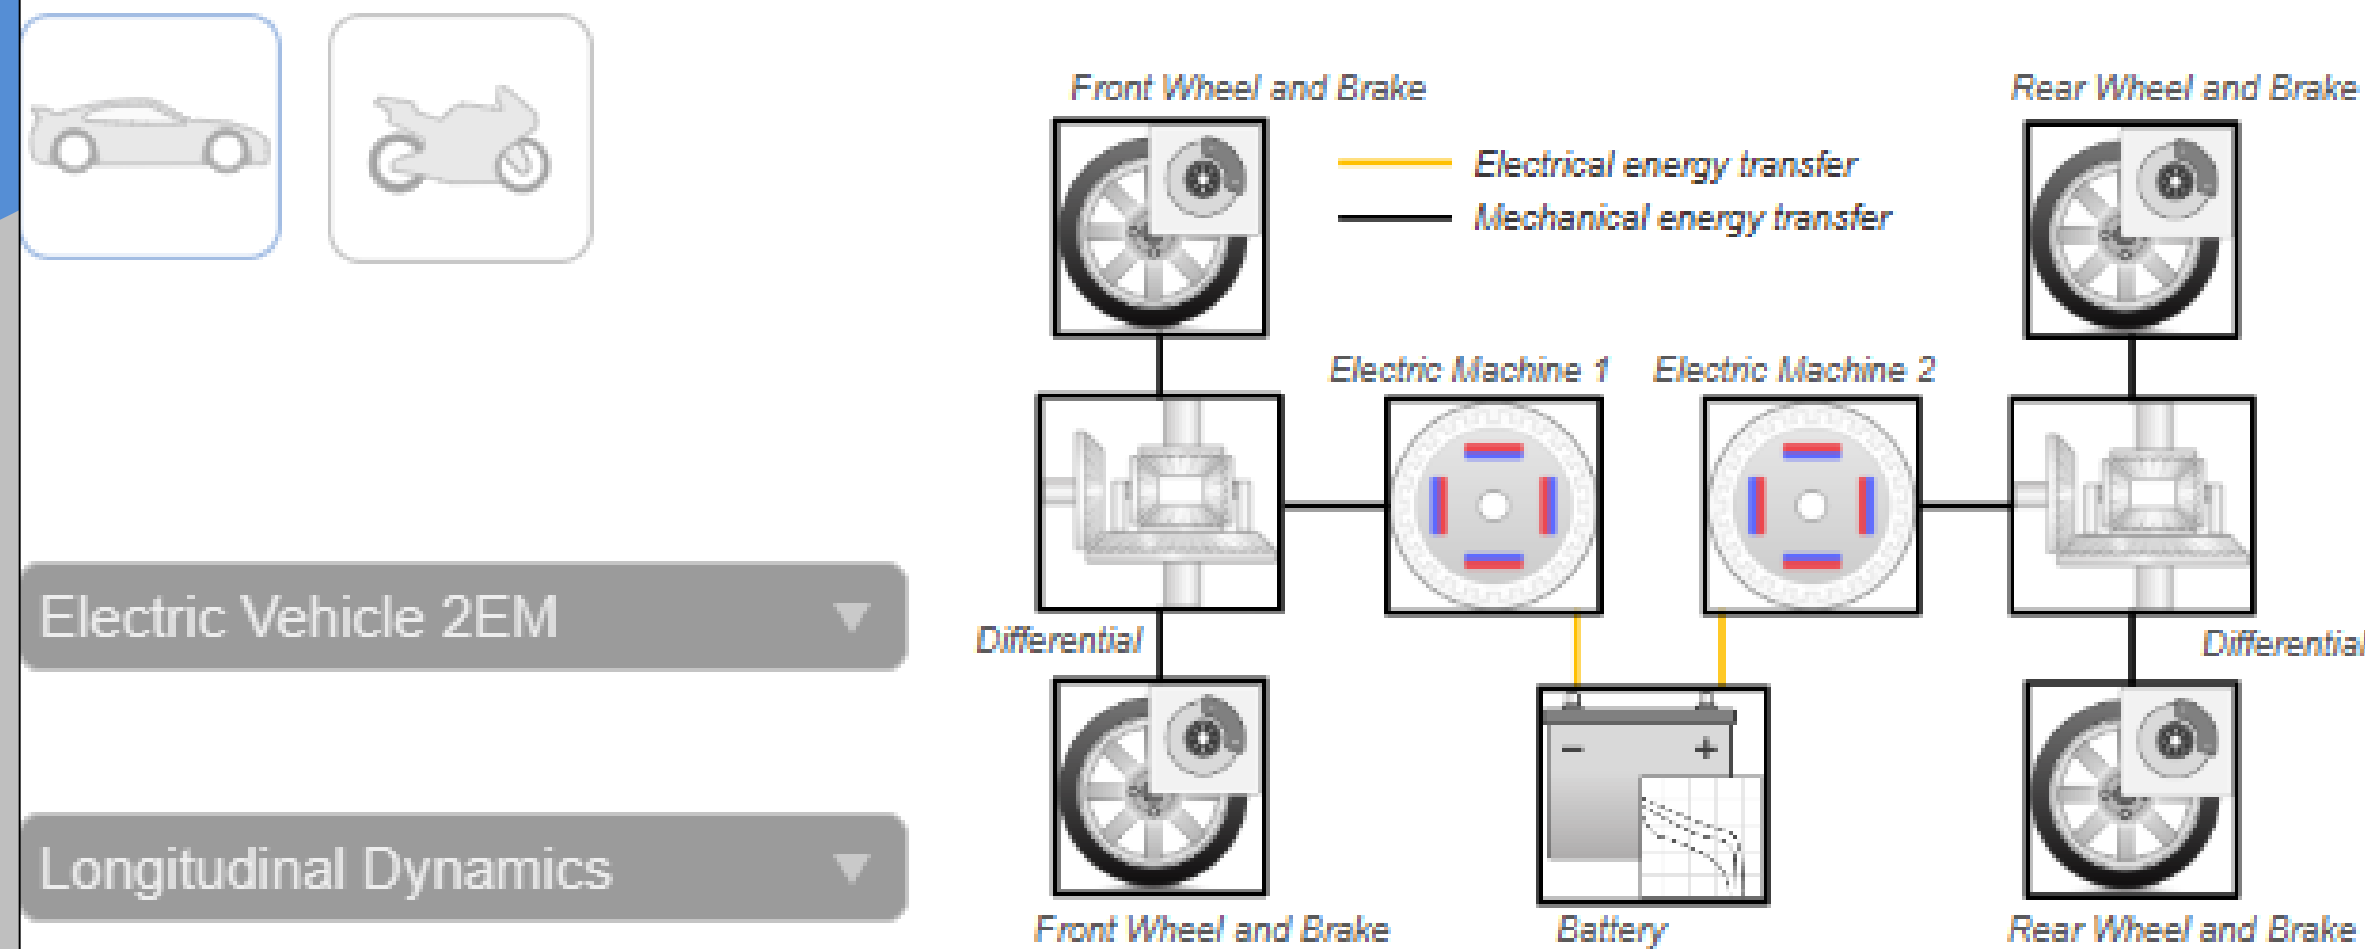 Front Wheel and Brake
Rear Wheel and Brake
Electrical energy transfer
Mechanical energy transfer
Electric Machine 1
Electric Machine 2
Electric Vehicle 2EM
Differential
Differential
− +
Longitudinal Dynamics
Front Wheel and Brake
Battery
Rear Wheel and Brake